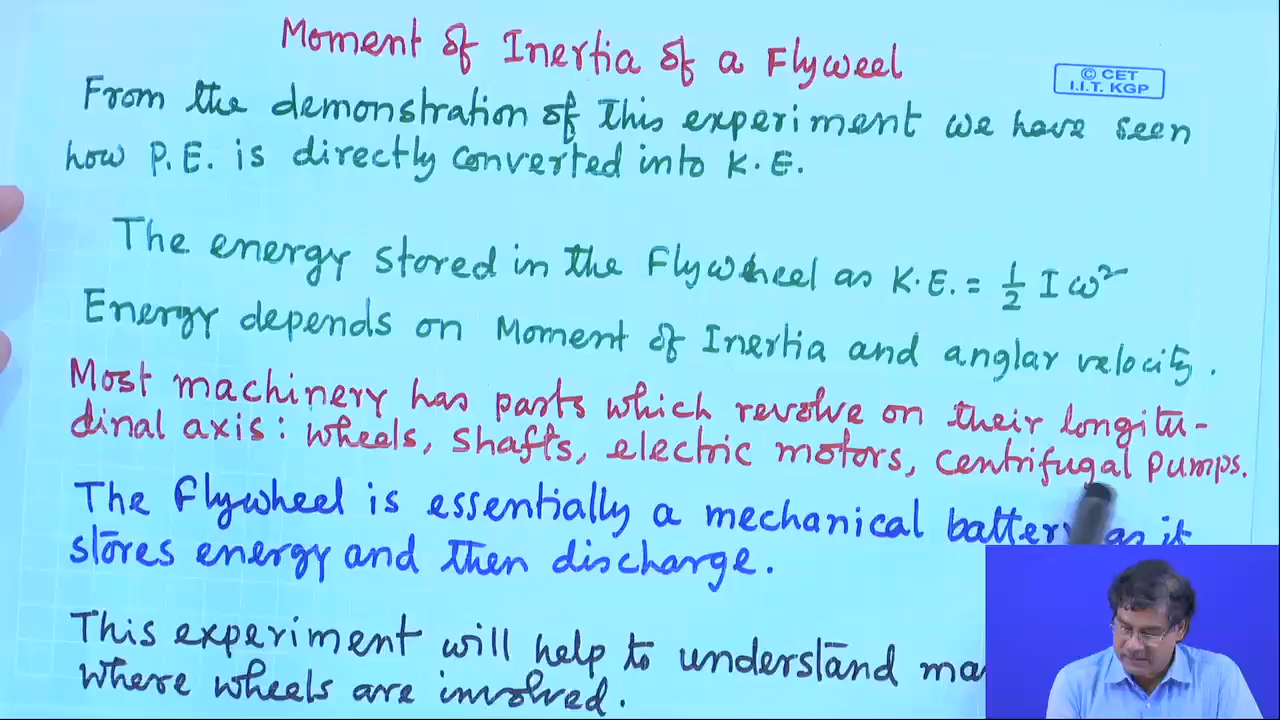 Moment of Inertia of a Flyweel
© CET
I.I.T. KGP
From the demonstration of this experiment we have seen
how P.E. is directly converted into K.E.
The energy stored in the Flywheel as K.E. = 1/2 I ω²
Energy depends on Moment of Inertia and anglar velocity.
Most machinery has parts which revolve on their longitu-
dinal axis: wheels, shafts, electric motors, centrifugal pumps.
The Flywheel is essentially a mechanical battery as it
stores energy and then discharge.
This experiment will help to understand
where wheels are involved.